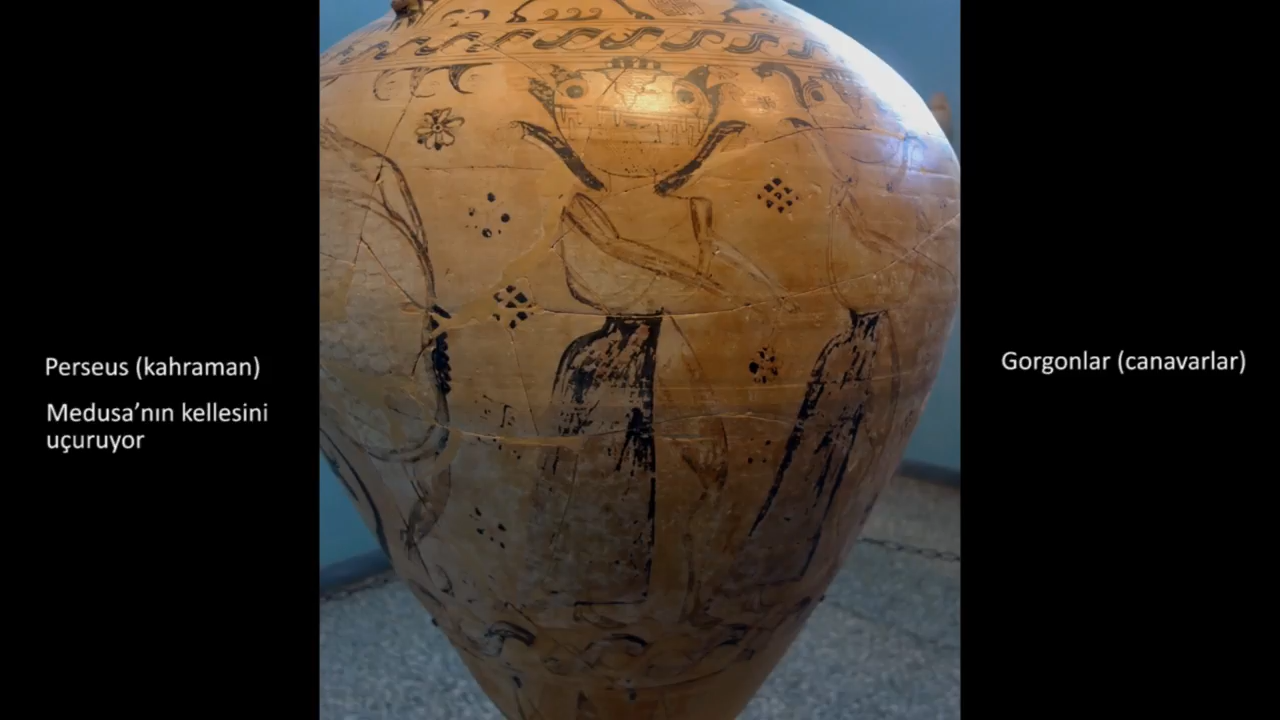 Perseus (kahraman)
Medusa’nın kellesini
uçuruyor
Gorgonlar (canavarlar)